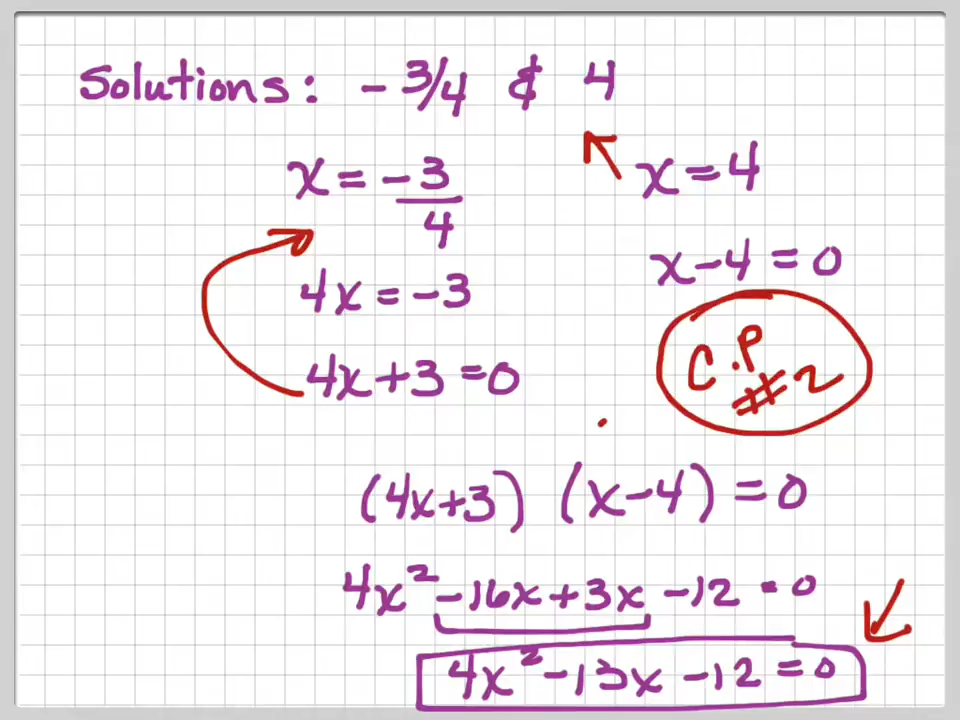 Solutions: -3/4 & 4
x = -3/4
x = 4
4x = -3
x-4 = 0
4x+3 = 0
C.P #2
(4x+3) (x-4) = 0
4x² -16x+3x -12 = 0
4x² -13x -12 = 0